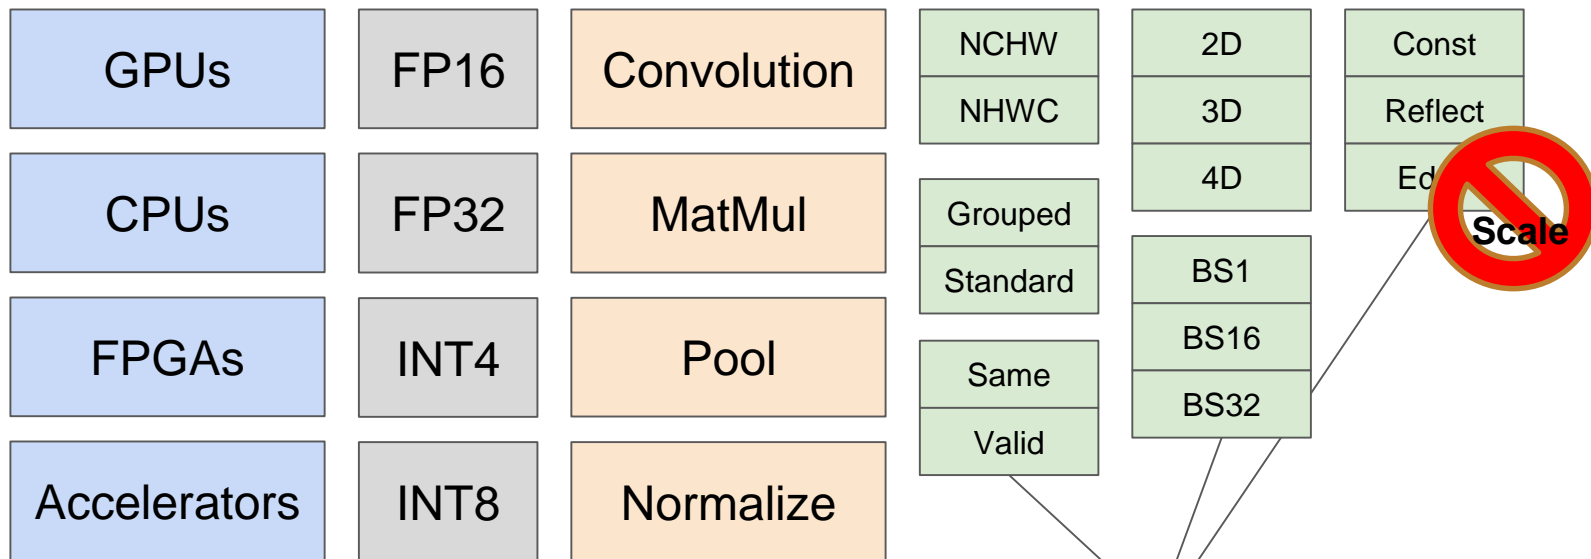 GPUs
FP16
Convolution
NCHW
2D
Const
NHWC
3D
Reflect
4D
CPUs
FP32
MatMul
Grouped
Scale
Standard
BS1
BS16
FPGAs
INT4
Pool
Same
BS32
Valid
Accelerators
INT8
Normalize